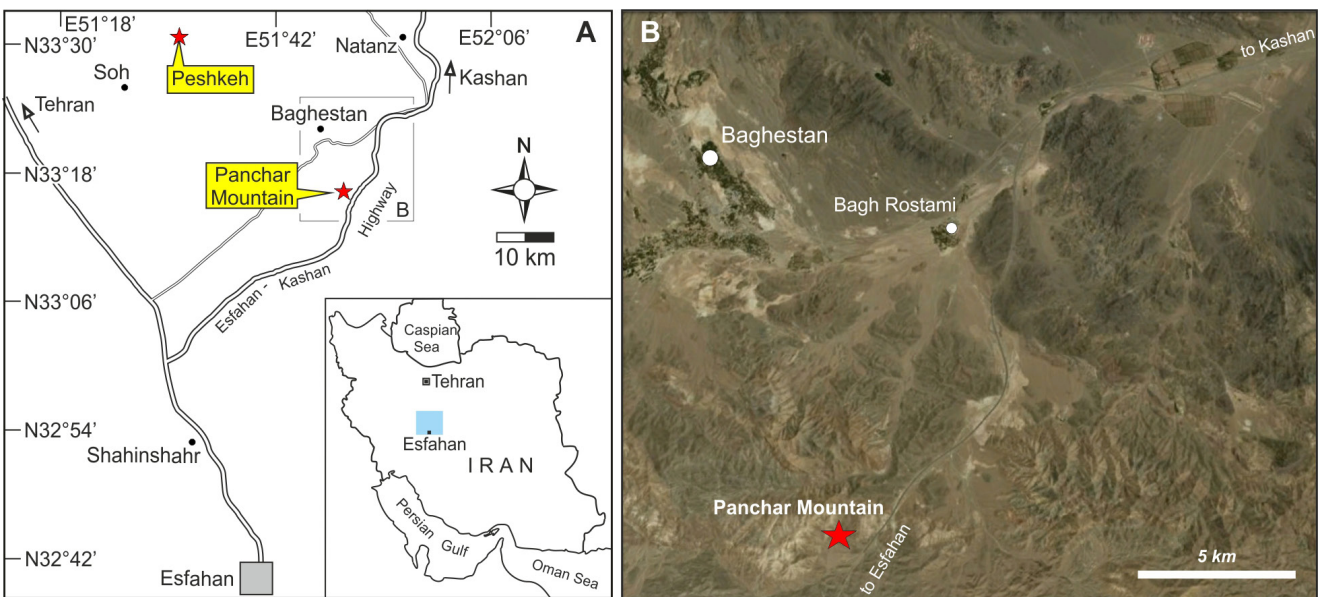 A
E51°18'
E51°42'
E52°06'
N33°30'
N33°18'
N33°06'
N32°54'
N32°42'
Peshkeh
Soh
Natanz
Tehran
Kashan
Baghestan
Panchar
Mountain
N
B
Highway
10 km
Esfahan - Kashan
Shahinshahr
Esfahan
Caspian
Sea
Tehran
Esfahan
IRAN
Persian Gulf
Oman Sea
B
to Kashan
Baghestan
Bagh Rostami
Panchar Mountain
to Esfahan
5 km